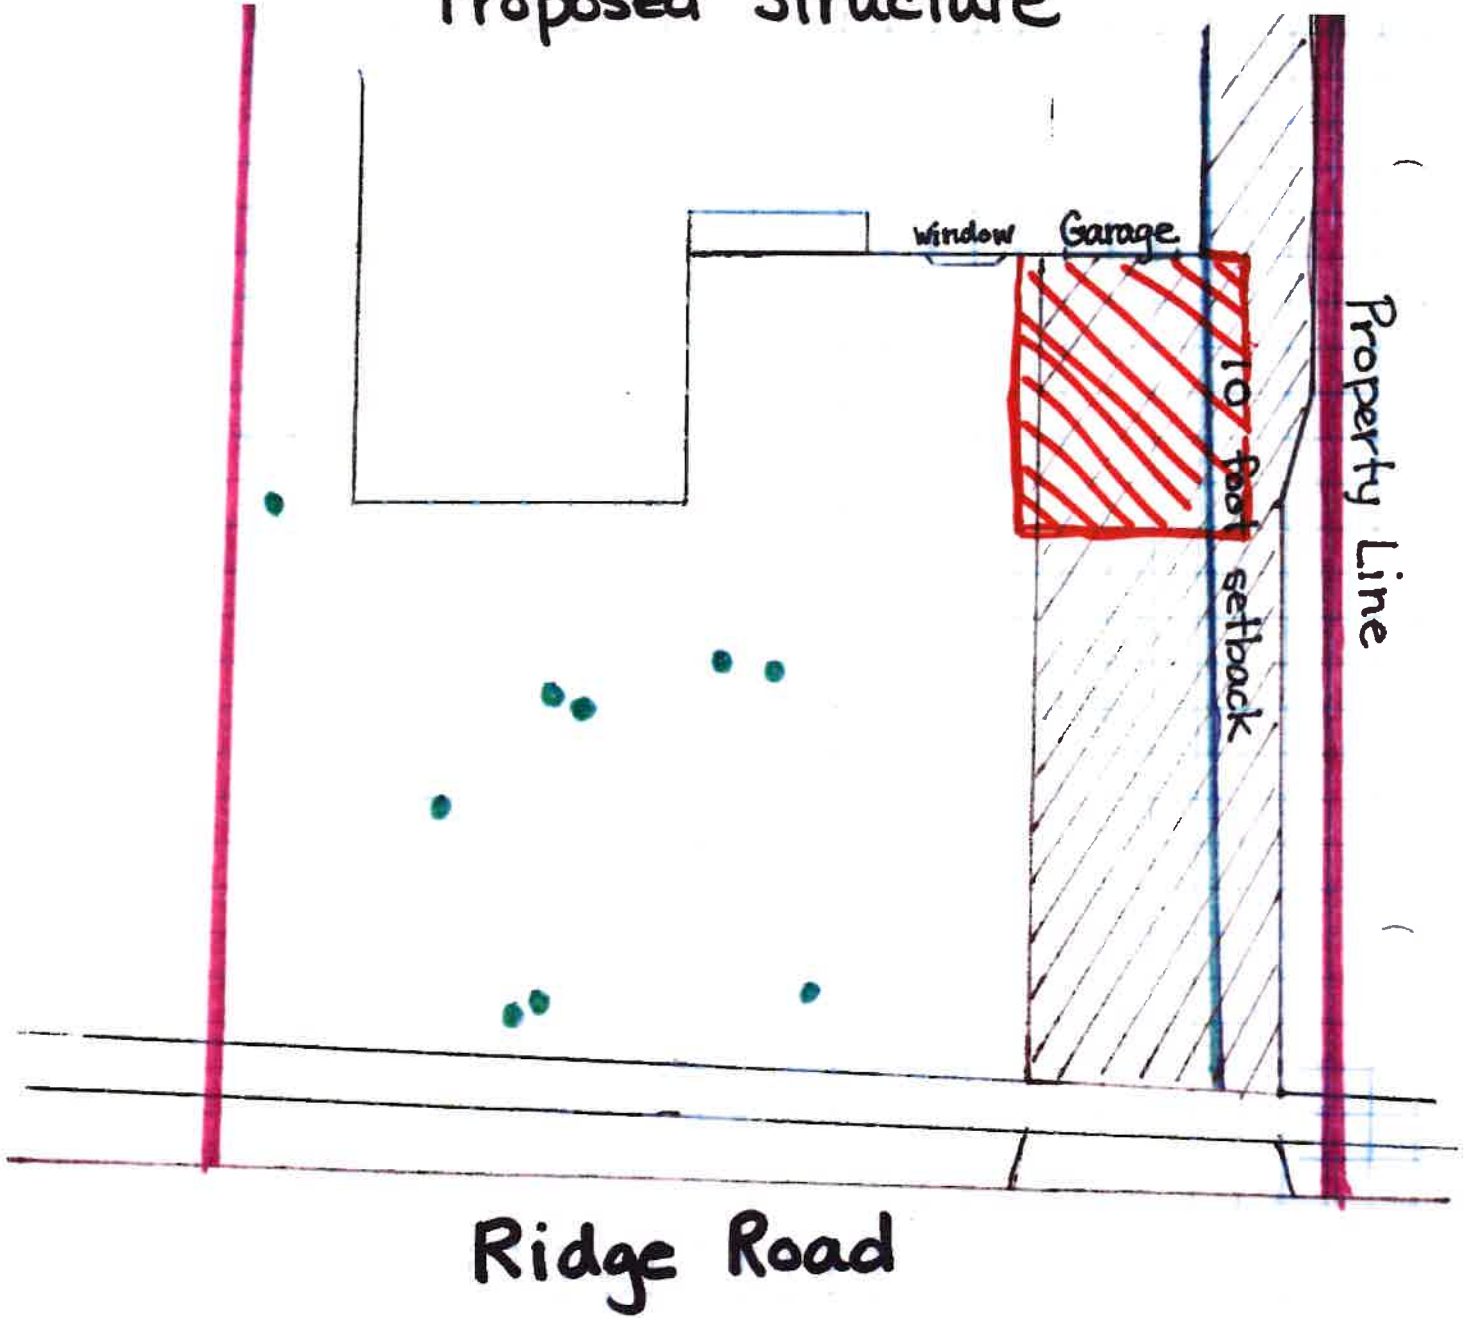 Proposed Structure
Window
Garage
10 foot setback
Property Line
Ridge Road